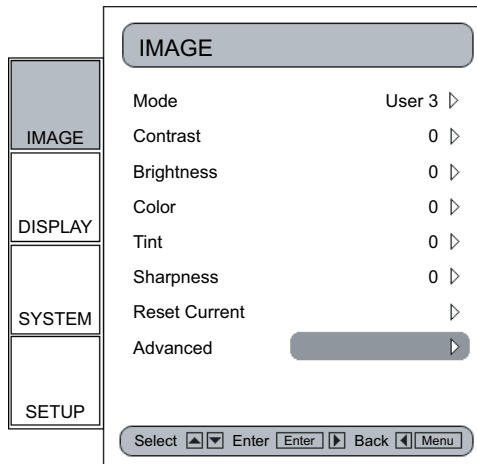 IMAGE
DISPLAY
SYSTEM
SETUP
IMAGE
Mode User 3
Contrast 0
Brightness 0
Color 0
Tint 0
Sharpness 0
Reset Current
Advanced
Select Enter Enter Back Menu